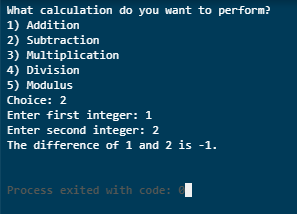 What calculation do you want to perform?
1) Addition
2) Subtraction
3) Multiplication
4) Division
5) Modulus
Choice: 2
Enter first integer: 1
Enter second integer: 2
The difference of 1 and 2 is -1.
Process exited with code: 0